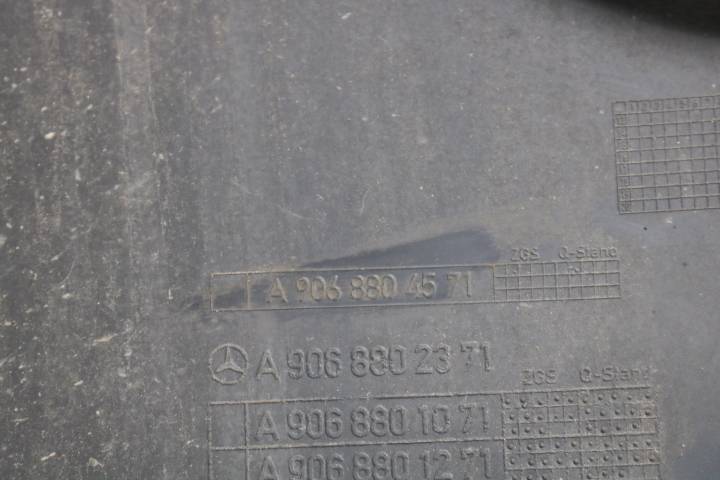 ZGS Q-Stand
A 906 880 45 71
A 906 880 23 71
ZGS Q-Stand
A 906 880 10 71
A 906 880 12 71